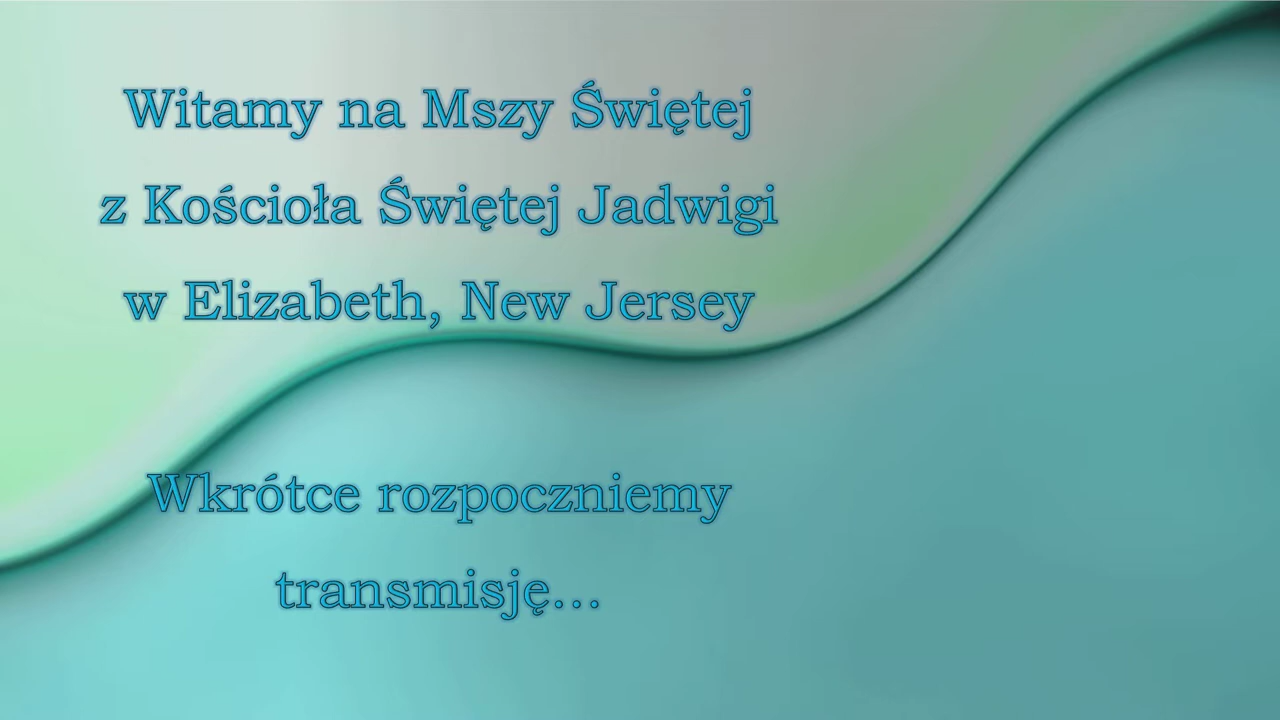 Witamy na Mszy Świętej
z Kościoła Świętej Jadwigi
w Elizabeth, New Jersey
Wkrótce rozpoczniemy
transmisję...